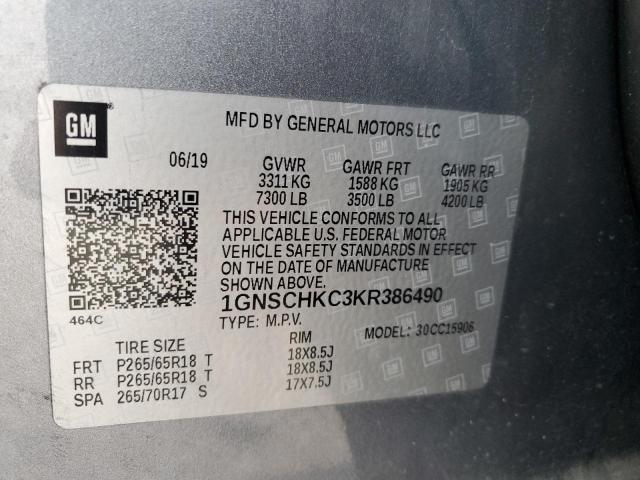 GM
MFD BY GENERAL MOTORS LLC
06/19 GVWR GAWR FRT GAWR RR
3311 KG 1588 KG 1905 KG
7300 LB 3500 LB 4200 LB
THIS VEHICLE CONFORMS TO ALL
APPLICABLE U.S. FEDERAL MOTOR
VEHICLE SAFETY STANDARDS IN EFFECT
ON THE DATE OF MANUFACTURE
SHOWN ABOVE.
1GNSCHKC3KR386490
464C
TYPE: M.P.V. MODEL: 30CC15906
TIRE SIZE RIM
FRT P265/65R18 T 18X8.5J
RR P265/65R18 T 18X8.5J
SPA 265/70R17 S 17X7.5J